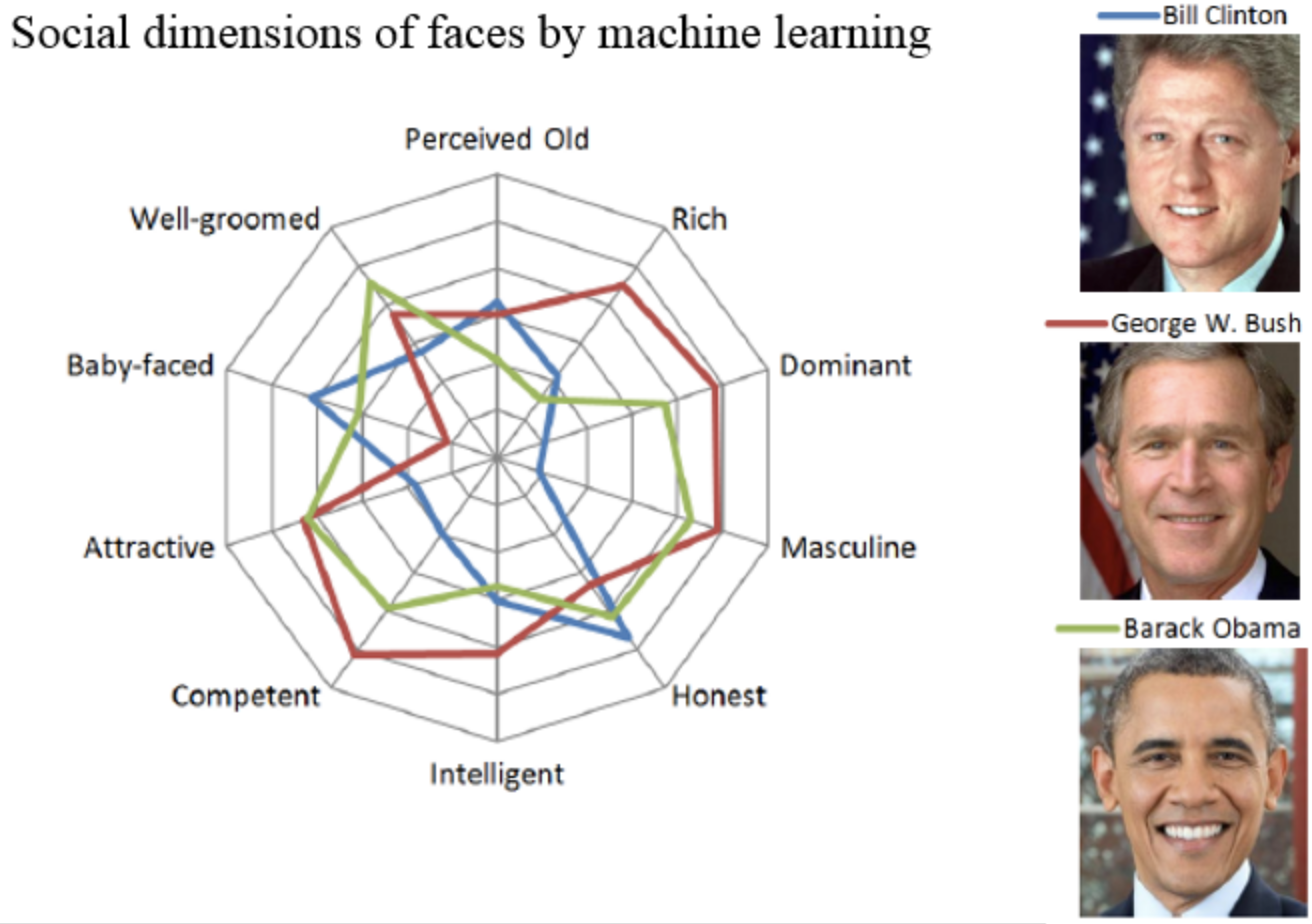 Social dimensions of faces by machine learning
Bill Clinton
Perceived Old
Well-groomed
Rich
George W. Bush
Baby-faced
Dominant
Attractive
Masculine
Barack Obama
Competent
Honest
Intelligent